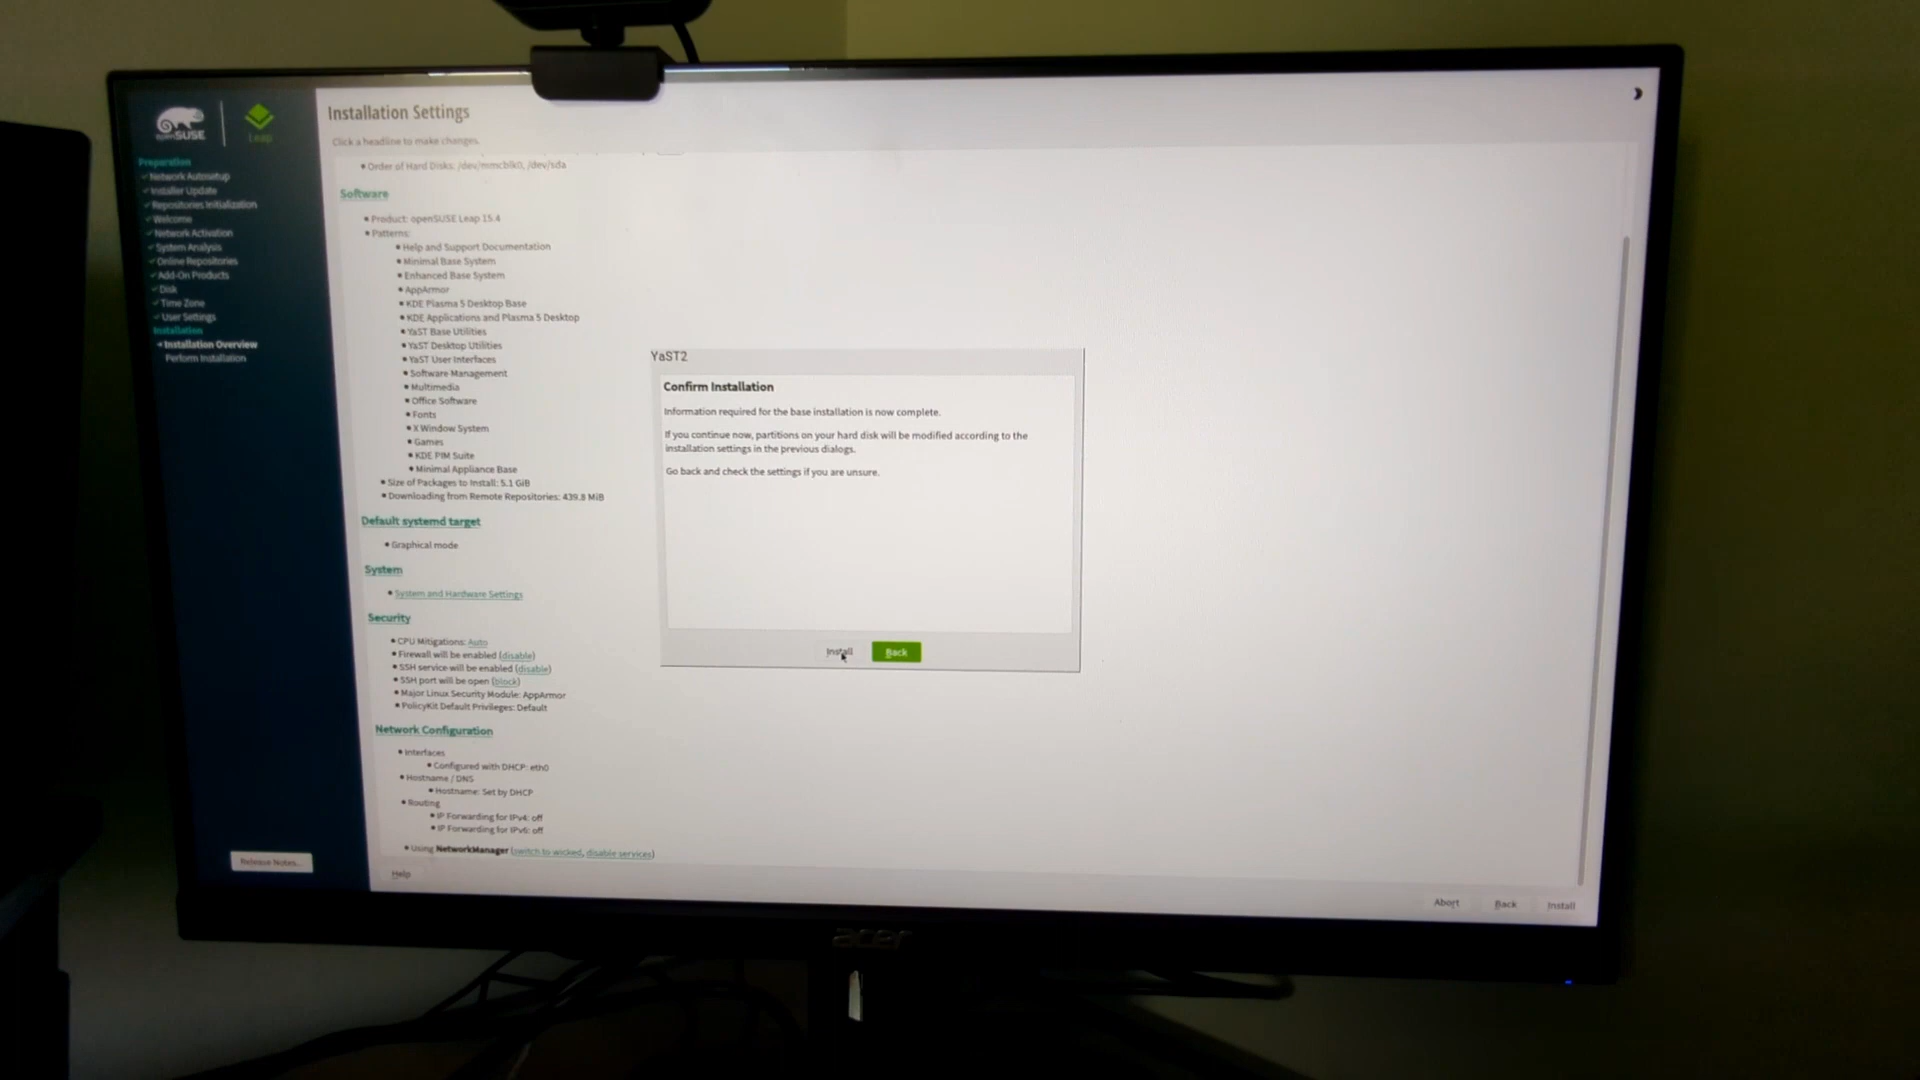 openSUSE
Leap
Installation Settings
Click a headline to make changes.
Preparation
Network Autosetup
Installer Update
Repositories Initialization
Welcome
Network Activation
System Analysis
Online Repositories
Add-On Products
Disk
Time Zone
User Settings
Installation
Installation Overview
Perform Installation
Release Notes...
Order of Hard Disks: /dev/mmcblk0, /dev/sda
Software
Product: openSUSE Leap 15.4
Patterns:
Help and Support Documentation
Minimal Base System
Enhanced Base System
AppArmor
KDE Plasma 5 Desktop Base
KDE Applications and Plasma 5 Desktop
YaST Base Utilities
YaST Desktop Utilities
YaST User Interfaces
Software Management
Multimedia
Office Software
Fonts
X Window System
Games
KDE PIM Suite
Minimal Appliance Base
Size of Packages to Install: 5.1 GiB
Downloading from Remote Repositories: 439.8 MiB
Default systemd target
Graphical mode
System
System and Hardware Settings
Security
CPU Mitigations: Auto
Firewall will be enabled (disable)
SSH service will be enabled (disable)
SSH port will be open (block)
Major Linux Security Module: AppArmor
PolicyKit Default Privileges: Default
Network Configuration
Interfaces
Configured with DHCP: eth0
Hostname / DNS
Hostname: Set by DHCP
Routing
IP Forwarding for IPv4: off
IP Forwarding for IPv6: off
Using NetworkManager (switch to wicked, disable services)
YaST2
Confirm Installation
Information required for the base installation is now complete.
If you continue now, partitions on your hard disk will be modified according to the
installation settings in the previous dialogs.
Go back and check the settings if you are unsure.
Install Back
Help
Abort Back Install
acer